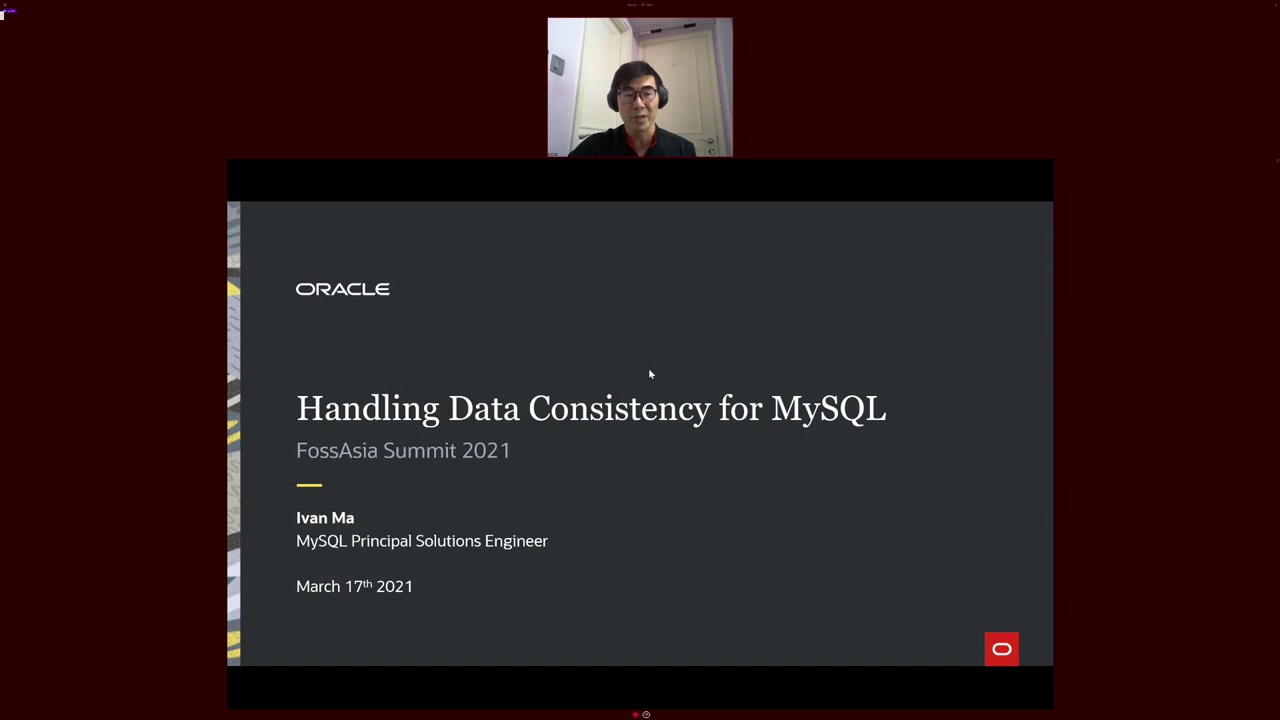 ORACLE
Handling Data Consistency for MySQL
FossAsia Summit 2021
Ivan Ma
MySQL Principal Solutions Engineer
March 17th 2021